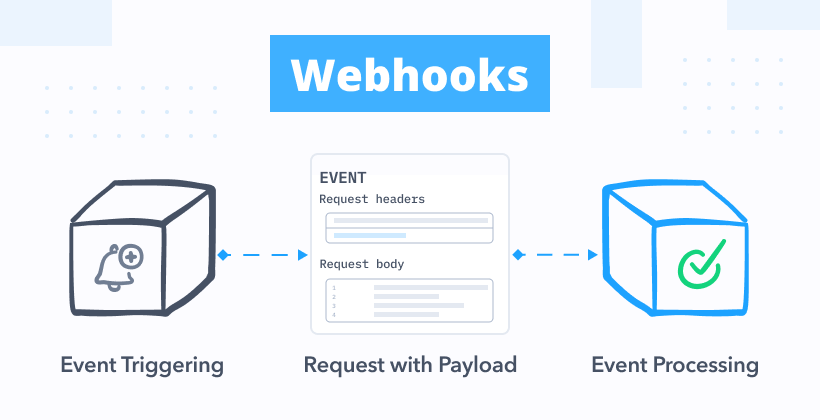 Webhooks
EVENT
Request headers
Request body
1
2
3
4
Event Triggering
Request with Payload
Event Processing